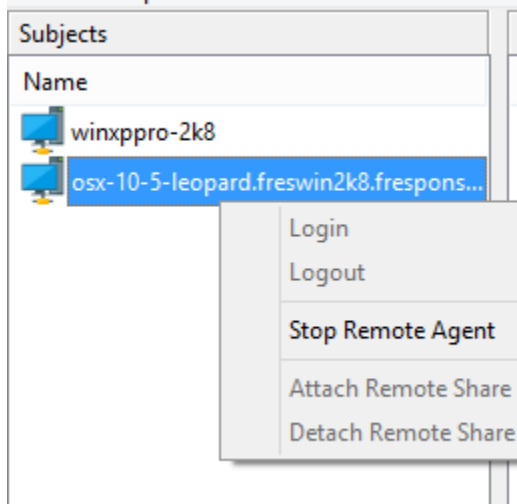 Subjects
Name
winxppro-2k8
osx-10-5-leopard.freswin2k8.frespons...
Login
Logout
Stop Remote Agent
Attach Remote Share
Detach Remote Share